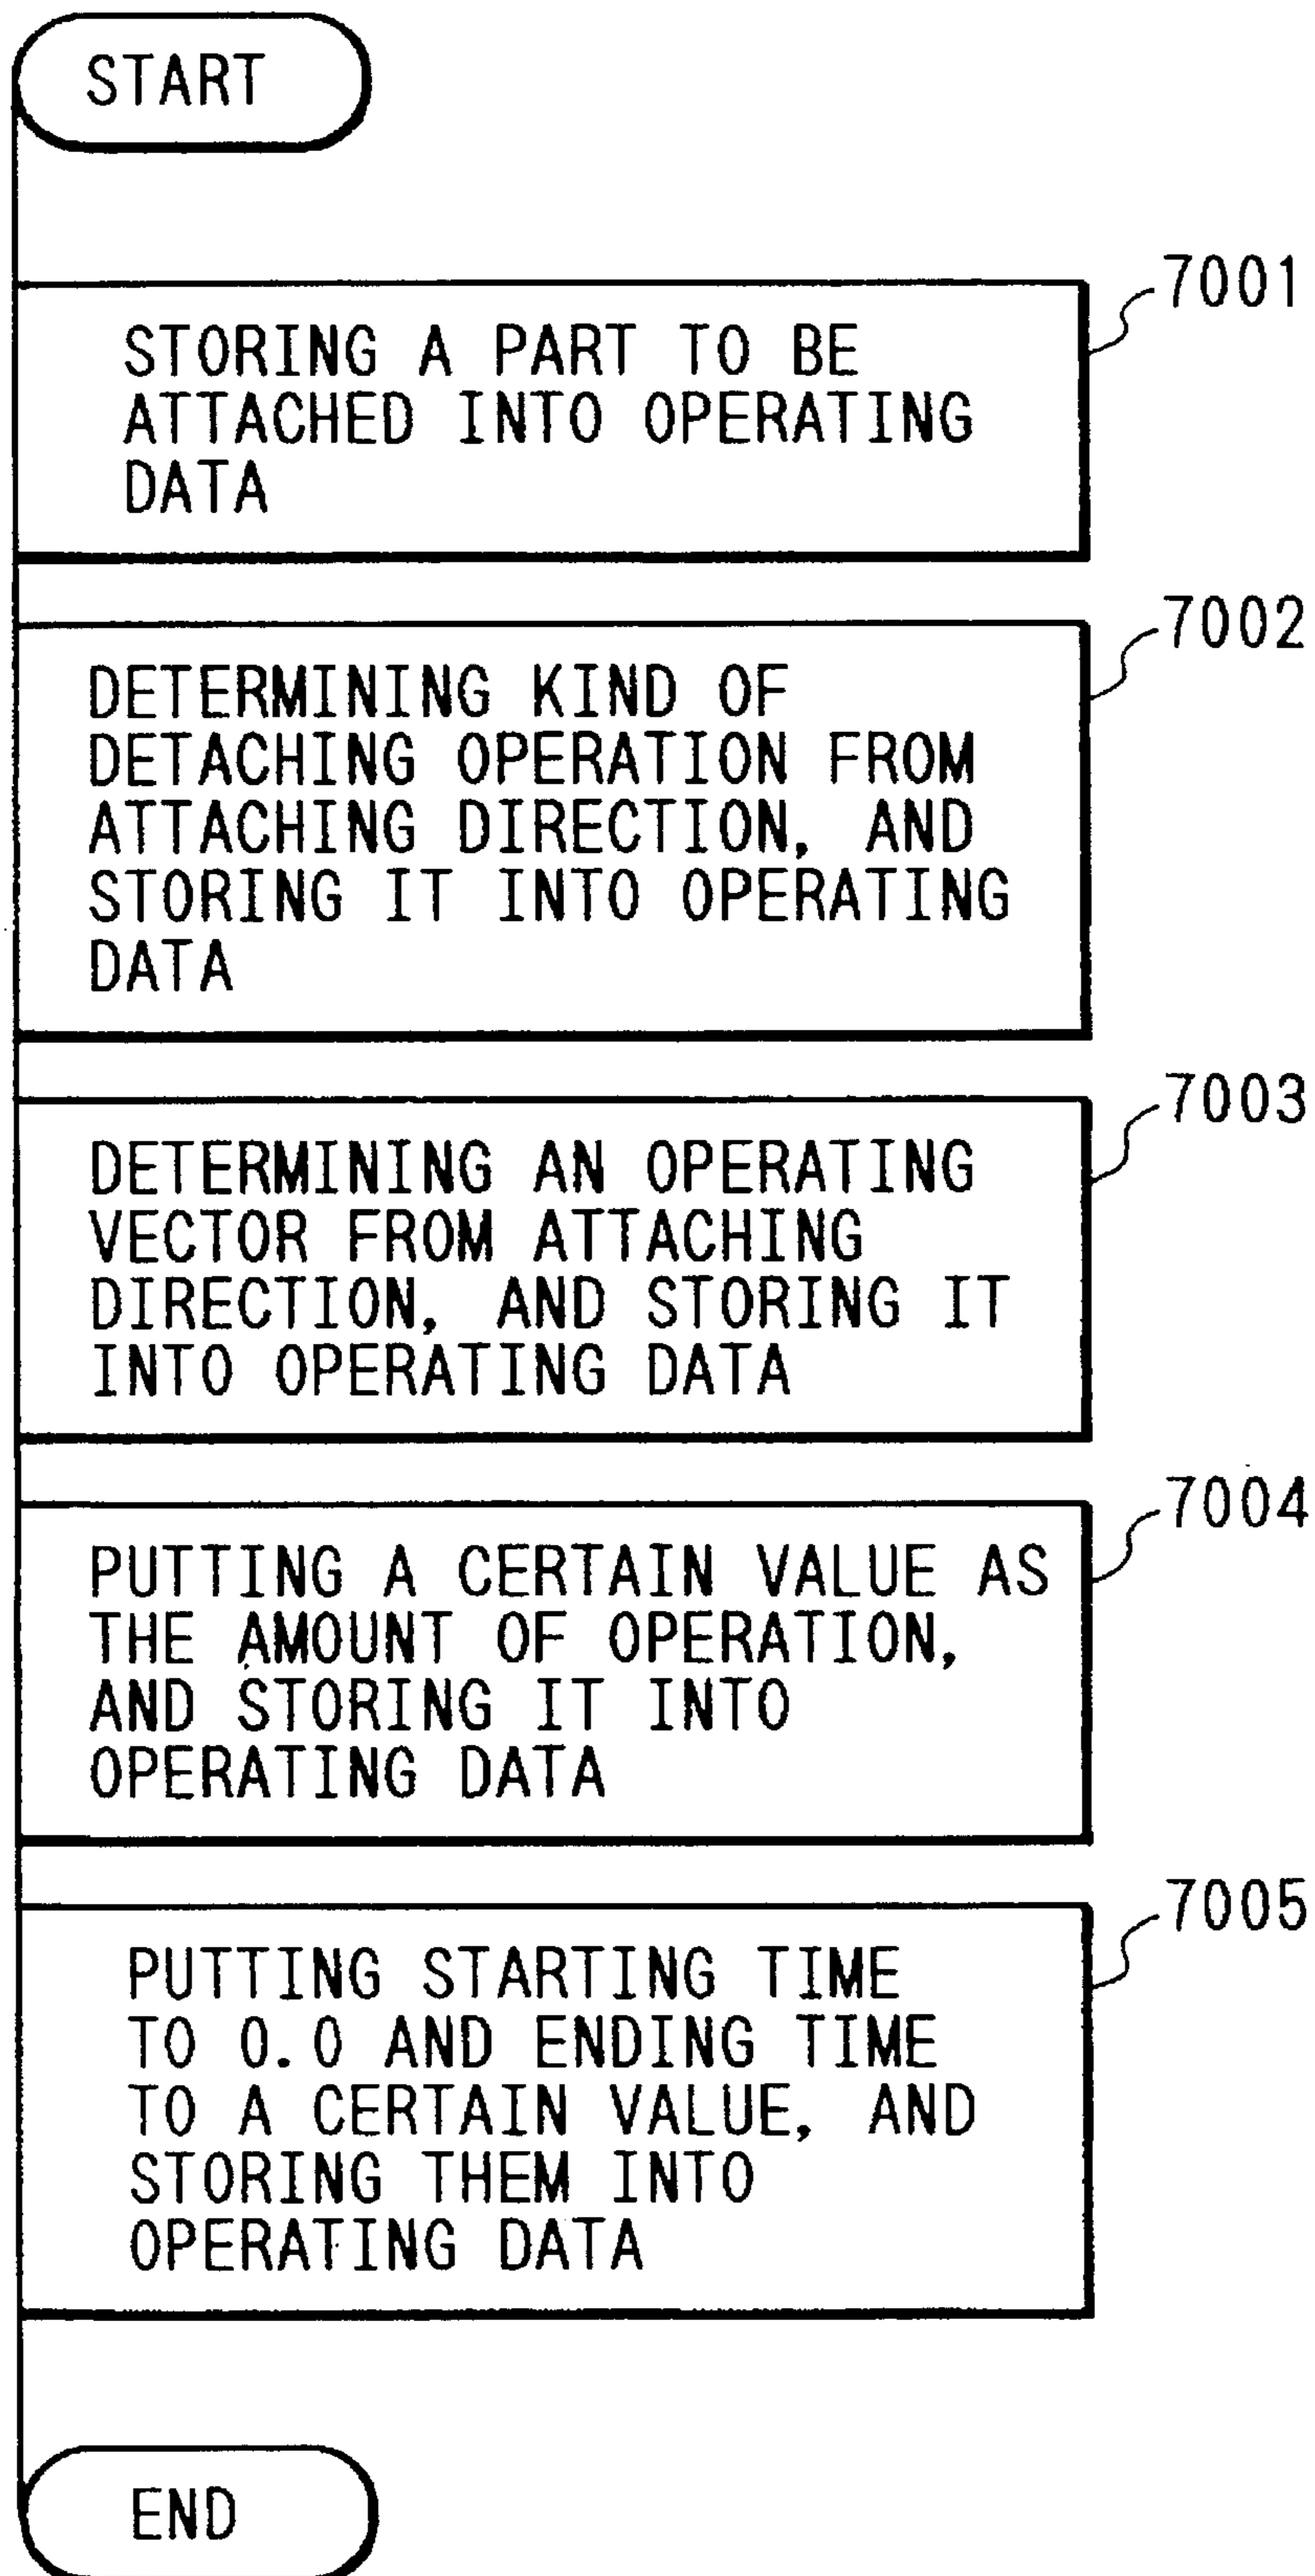 START
7001
STORING A PART TO BE
ATTACHED INTO OPERATING
DATA
7002
DETERMINING KIND OF
DETACHING OPERATION FROM
ATTACHING DIRECTION, AND
STORING IT INTO OPERATING
DATA
7003
DETERMINING AN OPERATING
VECTOR FROM ATTACHING
DIRECTION, AND STORING IT
INTO OPERATING DATA
7004
PUTTING A CERTAIN VALUE AS
THE AMOUNT OF OPERATION,
AND STORING IT INTO
OPERATING DATA
7005
PUTTING STARTING TIME
TO 0.0 AND ENDING TIME
TO A CERTAIN VALUE, AND
STORING THEM INTO
OPERATING DATA
END